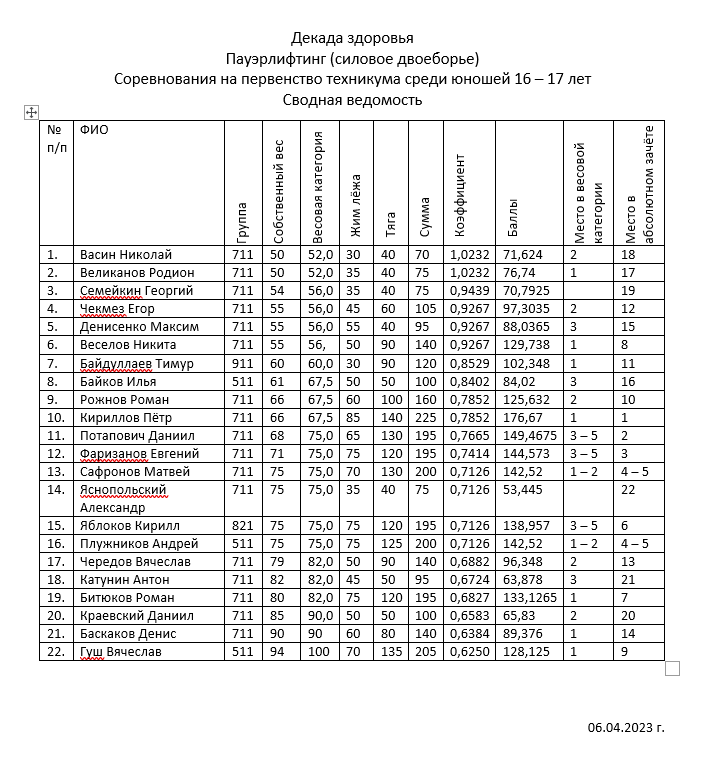 Декада здоровья
Пауэрлифтинг (силовое двоеборье)
Соревнования на первенство техникума среди юношей 16 – 17 лет
Сводная ведомость
№ п/п ФИО Группа Собственный вес Весовая категория Жим лёжа Тяга Сумма Коэффициент Баллы Место в весовой категории Место в абсолютном зачёте
1. Васин Николай 711 50 52,0 30 40 70 1,0232 71,624 2 18
2. Великанов Родион 711 50 52,0 35 40 75 1,0232 76,74 1 17
3. Семейкин Георгий 711 54 56,0 35 40 75 0,9439 70,7925 19
4. Чекмез Егор 711 55 56,0 45 60 105 0,9267 97,3035 2 12
5. Денисенко Максим 711 55 56,0 55 40 95 0,9267 88,0365 3 15
6. Веселов Никита 711 55 56, 50 90 140 0,9267 129,738 1 8
7. Байдуллаев Тимур 911 60 60,0 30 90 120 0,8529 102,348 1 11
8. Байков Илья 511 61 67,5 50 50 100 0,8402 84,02 3 16
9. Рожнов Роман 711 66 67,5 60 100 160 0,7852 125,632 2 10
10. Кириллов Пётр 711 66 67,5 85 140 225 0,7852 176,67 1 1
11. Потапович Даниил 711 68 75,0 65 130 195 0,7665 149,4675 3 – 5 2
12. Фаризанов Евгений 711 71 75,0 75 120 195 0,7414 144,573 3 – 5 3
13. Сафронов Матвей 711 75 75,0 70 130 200 0,7126 142,52 1 – 2 4 – 5
14. Яснопольский 711 75 75,0 35 40 75 0,7126 53,445 22
Александр
15. Яблоков Кирилл 821 75 75,0 75 120 195 0,7126 138,957 3 – 5 6
16. Плужников Андрей 511 75 75,0 75 125 200 0,7126 142,52 1 – 2 4 – 5
17. Чередов Вячеслав 711 79 82,0 50 90 140 0,6882 96,348 2 13
18. Катунин Антон 711 82 82,0 45 50 95 0,6724 63,878 3 21
19. Битюков Роман 711 80 82,0 75 120 195 0,6827 133,1265 1 7
20. Краевский Даниил 711 85 90,0 50 50 100 0,6583 65,83 2 20
21. Баскаков Денис 711 90 90 60 80 140 0,6384 89,376 1 14
22. Гуш Вячеслав 511 94 100 70 135 205 0,6250 128,125 1 9
06.04.2023 г.